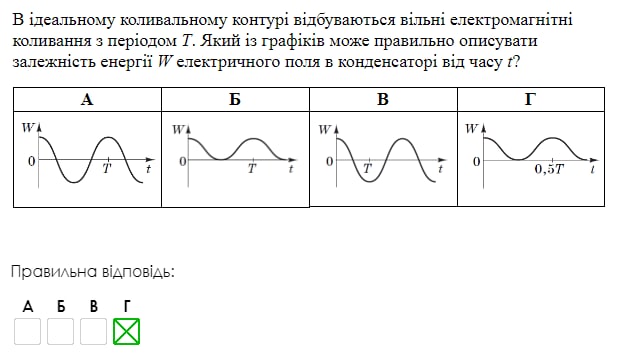 В ідеальному коливальному контурі відбуваються вільні електромагнітні
коливання з періодом T. Який із графіків може правильно описувати
залежність енергії W електричного поля в конденсаторі від часу t?
А Б В Г
W W W W
0 T t 0 T t 0 T t 0 0,5T t
Правильна відповідь:
А Б В Г